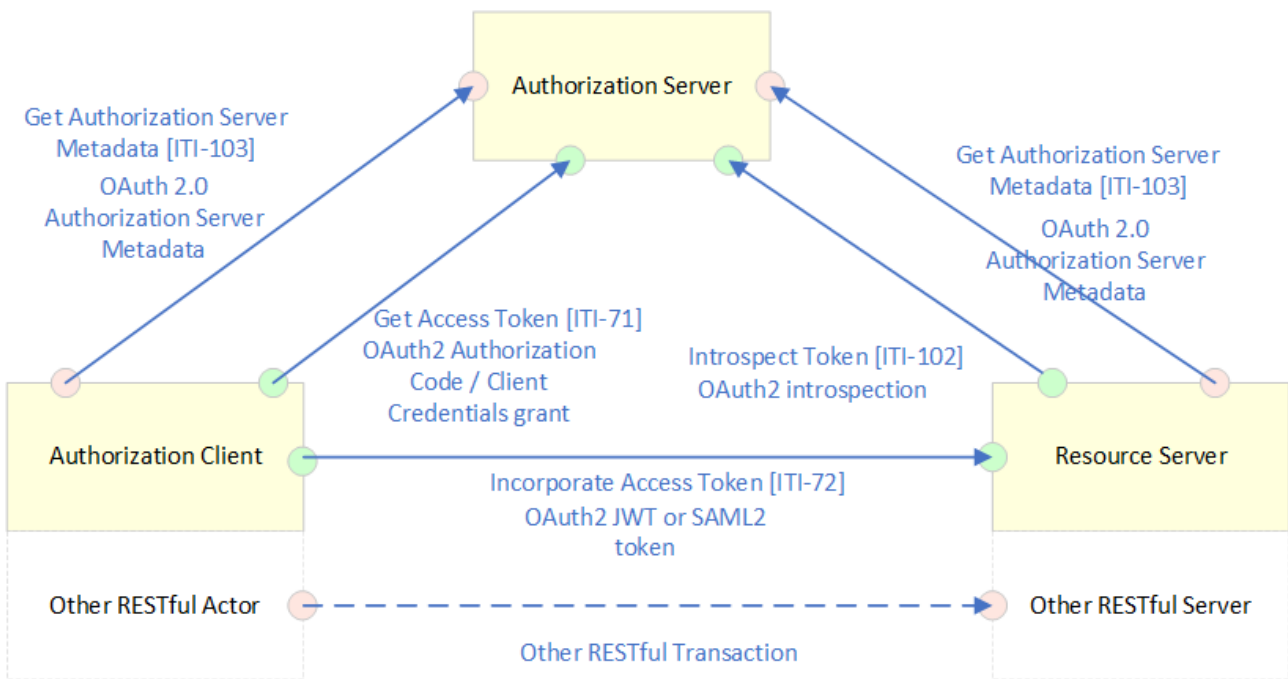 Authorization Server
Get Authorization Server
Metadata [ITI-103]
OAuth 2.0
Authorization Server
Metadata
Get Authorization Server
Metadata [ITI-103]
OAuth 2.0
Authorization Server
Metadata
Get Access Token [ITI-71]
OAuth2 Authorization
Code / Client
Credentials grant
Introspect Token [ITI-102]
OAuth2 introspection
Authorization Client
Resource Server
Incorporate Access Token [ITI-72]
OAuth2 JWT or SAML2
token
Other RESTful Actor
Other RESTful Server
Other RESTful Transaction